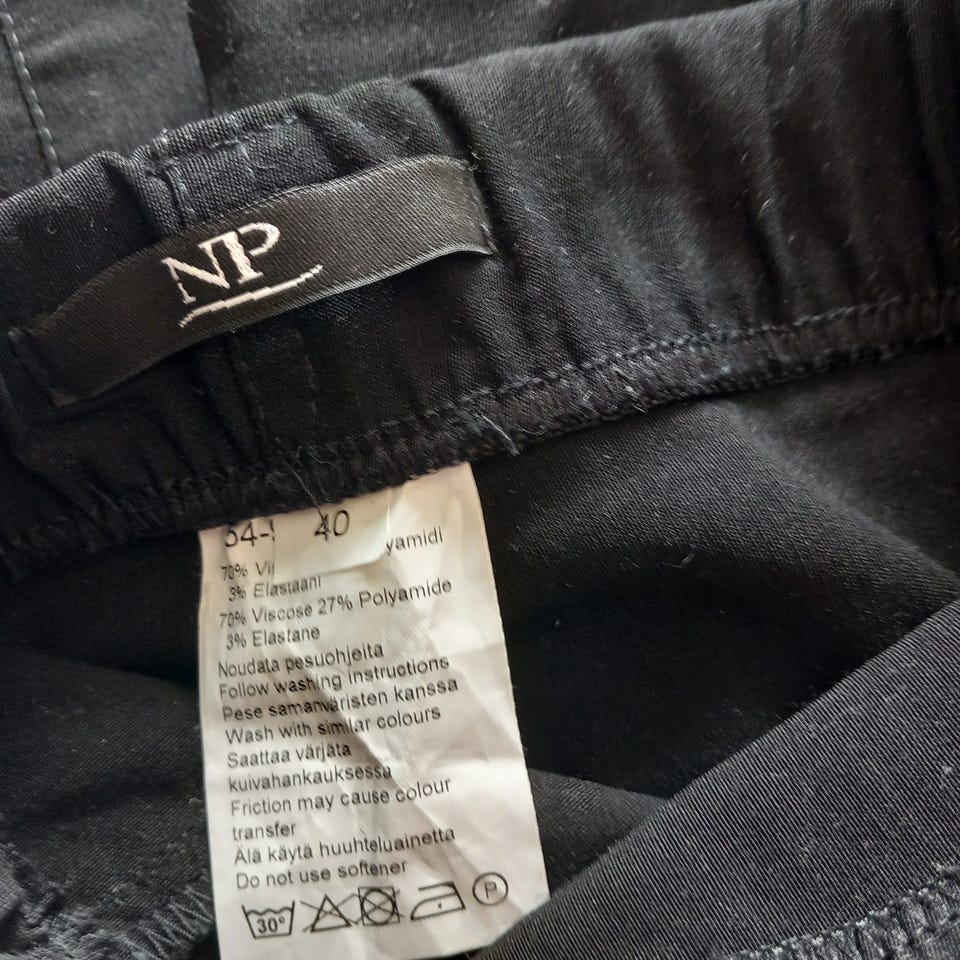 NP
54-
40
70% Vi
yamidi
3% Elastaani
70% Viscose 27% Polyamide
3% Elastane
Noudata pesuohjeita
Follow washing instructions
Pese samanväristen kanssa
Wash with similar colours
Saattaa värjätä
kuivahankauksessa
Friction may cause colour
transfer
Älä käytä huuhteluainetta
Do not use softener
30°
P